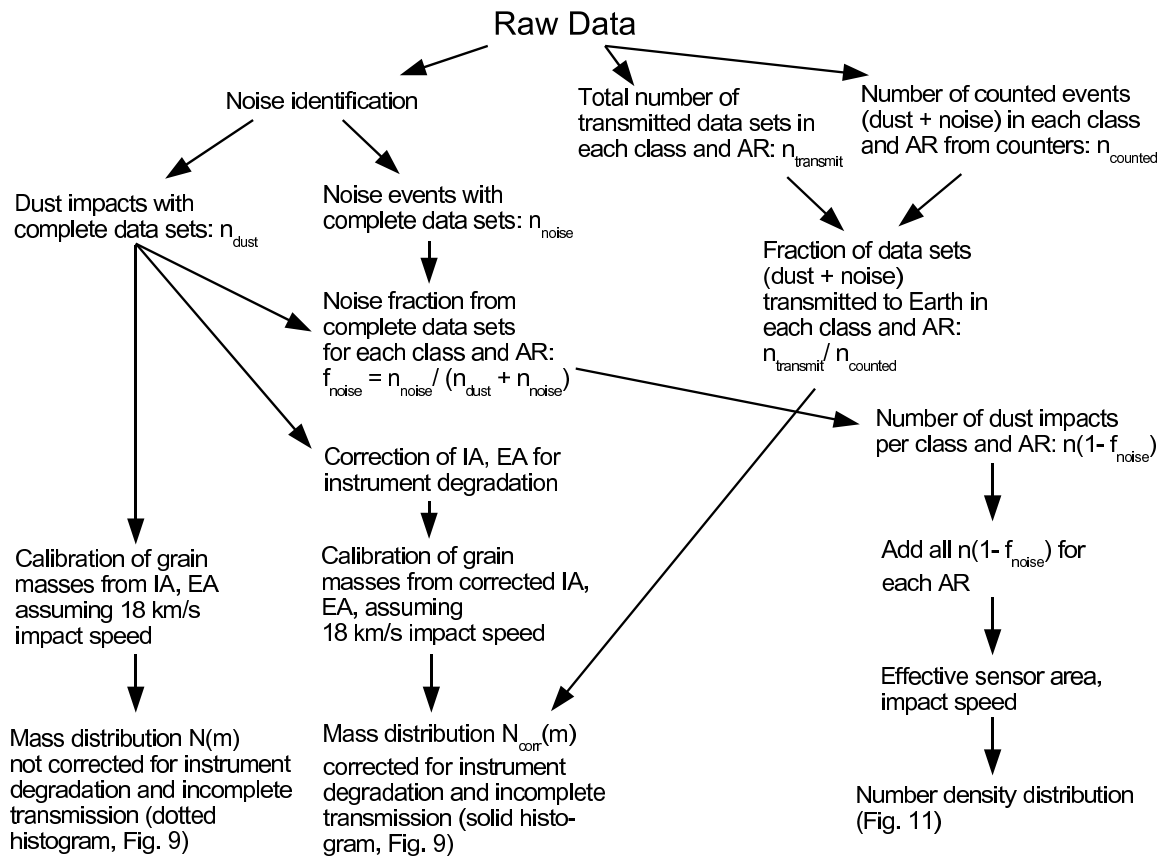 Raw Data
Noise identification
Total number of
transmitted data sets in
each class and AR: n_transmit
Number of counted events
(dust + noise) in each class
and AR from counters: n_counted
Dust impacts with
complete data sets: n_dust
Noise events with
complete data sets: n_noise
Fraction of data sets
(dust + noise)
transmitted to Earth in
each class and AR:
n_transmit/ n_counted
Noise fraction from
complete data sets
for each class and AR:
f_noise = n_noise/ (n_dust + n_noise)
Number of dust impacts
per class and AR: n(1- f_noise)
Correction of IA, EA for
instrument degradation
Calibration of grain
masses from IA, EA
assuming 18 km/s
impact speed
Calibration of grain
masses from corrected IA,
EA, assuming
18 km/s impact speed
Add all n(1- f_noise) for
each AR
Effective sensor area,
impact speed
Mass distribution N(m)
not corrected for instrument
degradation and incomplete
transmission (dotted
histogram, Fig. 9)
Mass distribution N_corr(m)
corrected for instrument
degradation and incomplete
transmission (solid histo-
gram, Fig. 9)
Number density distribution
(Fig. 11)